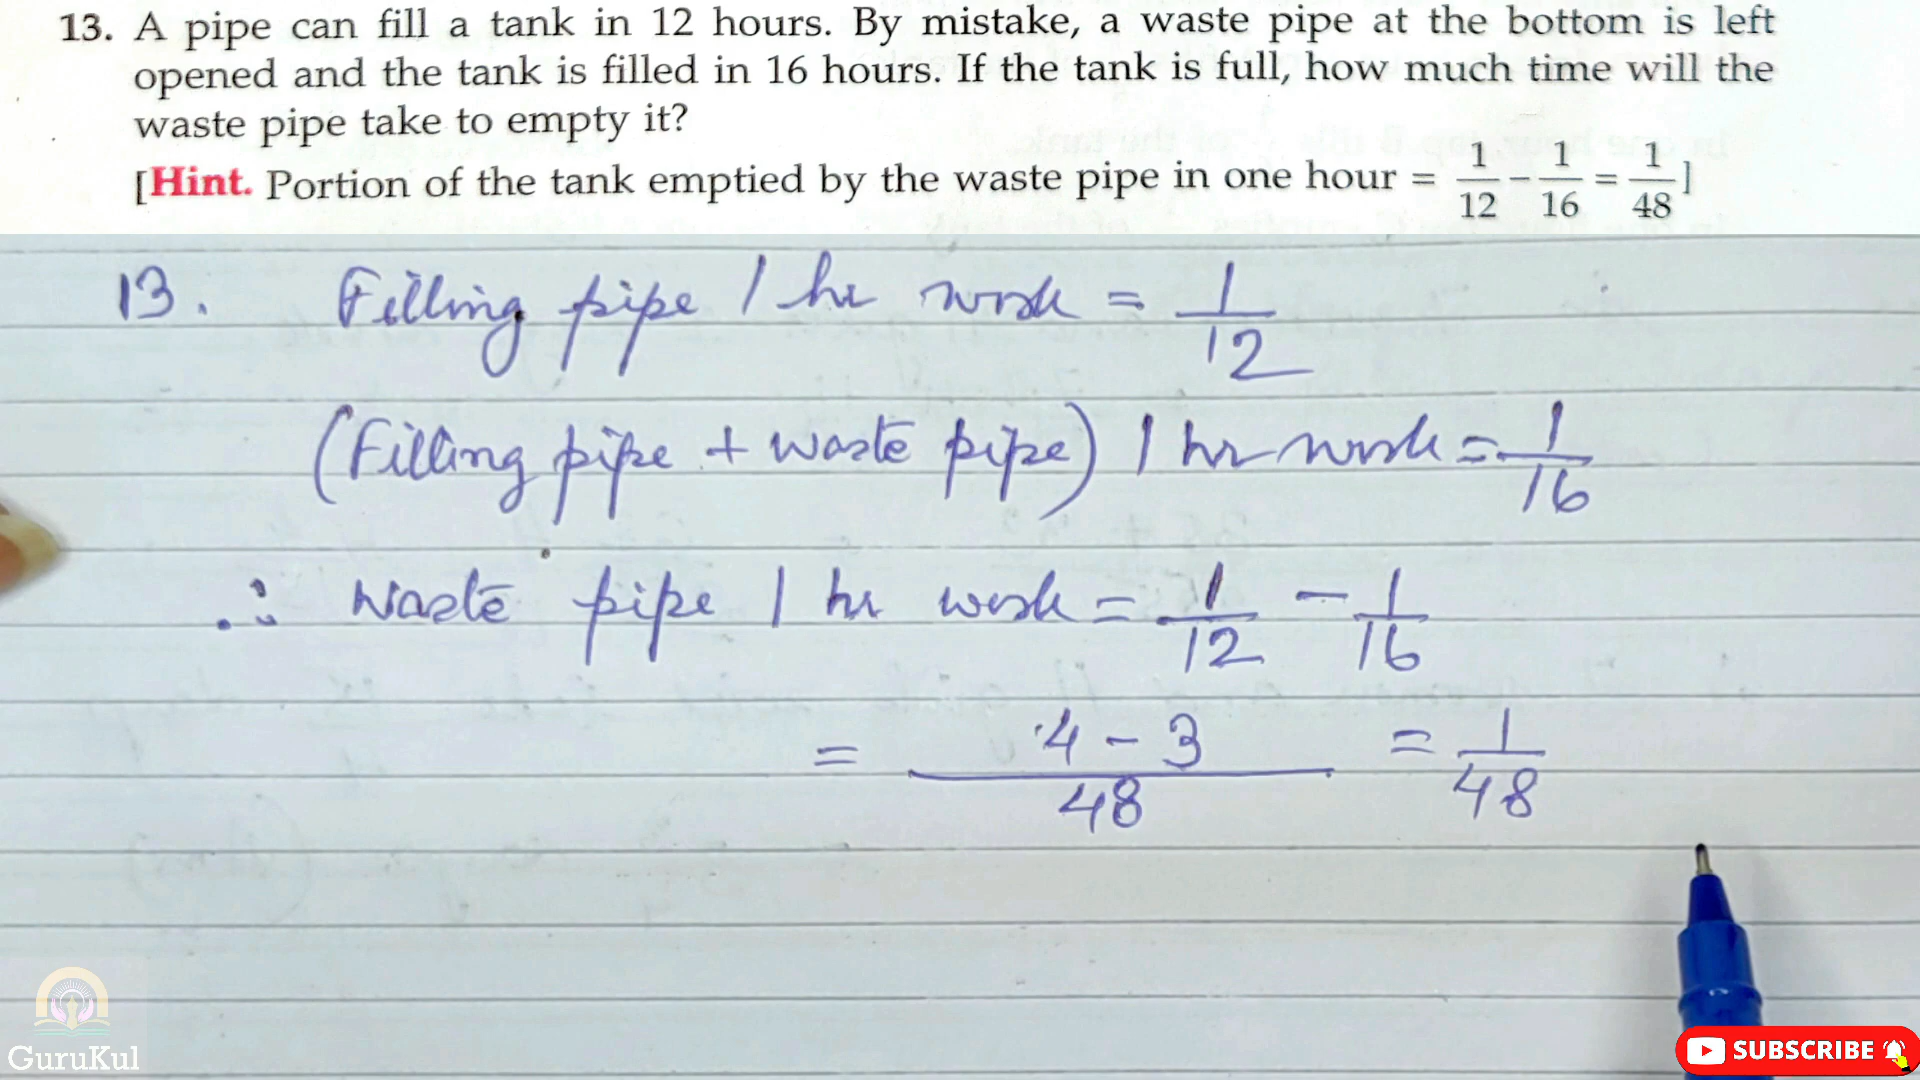 13. A pipe can fill a tank in 12 hours. By mistake, a waste pipe at the bottom is left
opened and the tank is filled in 16 hours. If the tank is full, how much time will the
waste pipe take to empty it?
[Hint. Portion of the tank emptied by the waste pipe in one hour = 1/12 − 1/16 = 1/48]
13. Filling pipe 1 hr work = 1/12
(Filling pipe + waste pipe) 1 hr work = 1/16
∴ Waste pipe 1 hr work = 1/12 − 1/16
= 4 − 3/48 = 1/48
GuruKul
SUBSCRIBE